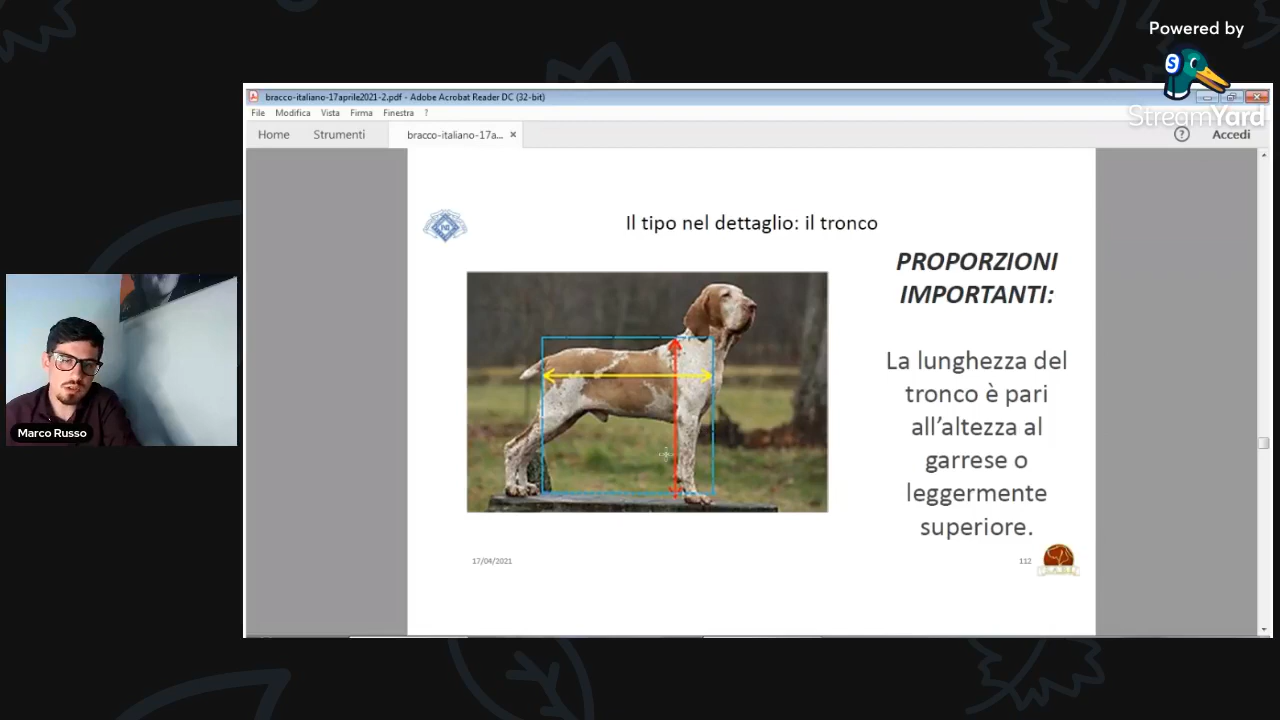 Powered by
StreamYard
bracco-italiano-17aprile2021-2.pdf - Adobe Acrobat Reader DC (32-bit)
File Modifica Vista Firma Finestra ?
Home Strumenti bracco-italiano-17a... × ? Accedi
Il tipo nel dettaglio: il tronco
PROPORZIONI
IMPORTANTI:
La lunghezza del
tronco è pari
all’altezza al
garrese o
leggermente
superiore.
Marco Russo
17/04/2021
112